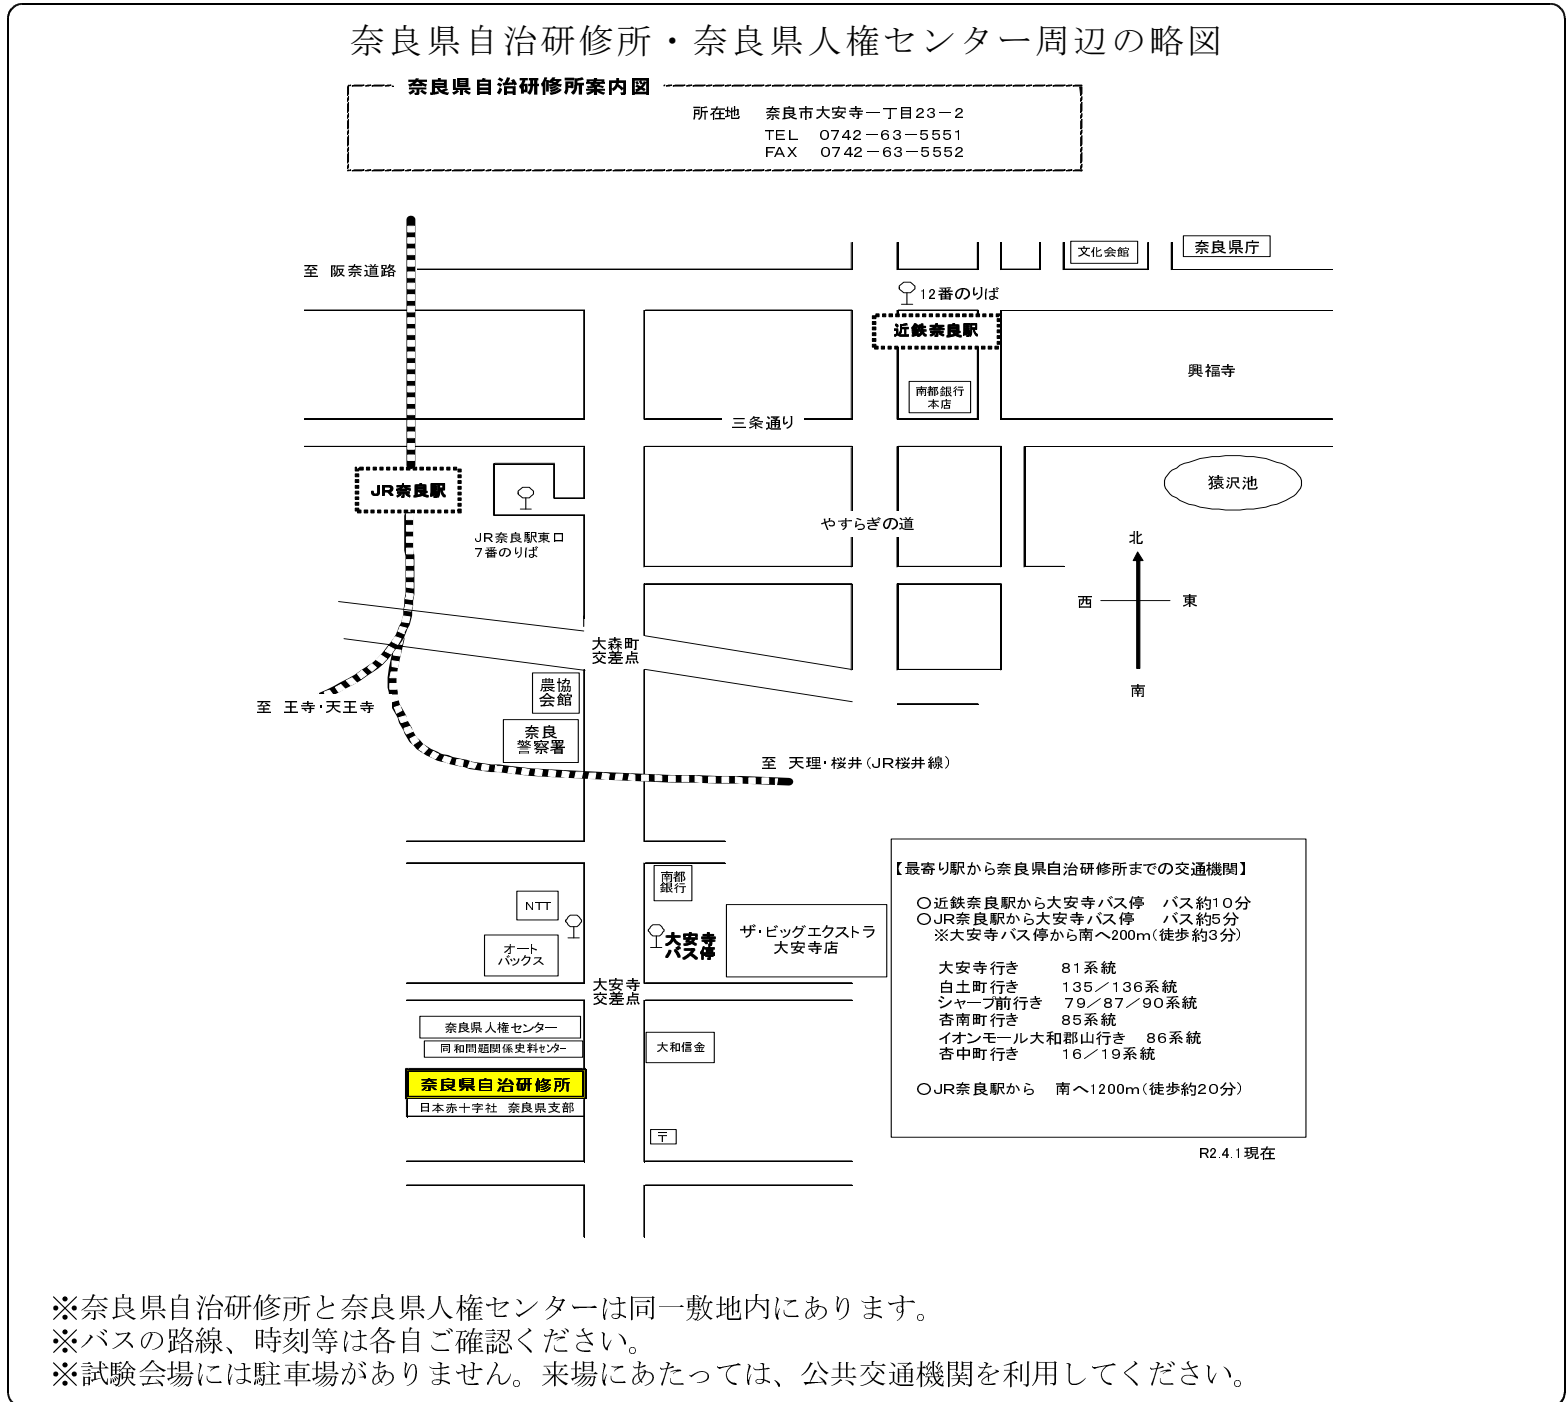 奈良県自治研修所・奈良県人権センター周辺の略図
奈良県自治研修所案内図
所在地 奈良市大安寺一丁目23－2
TEL 0742－63－5551
FAX 0742－63－5552
文化会館
奈良県庁
至 阪奈道路
12番のりば
近鉄奈良駅
興福寺
南都銀行
本店
三条通り
JR奈良駅
猿沢池
やすらぎの道
JR奈良駅東口
7番のりば
北
西
東
南
大森町
交差点
農協
会館
至 王寺・天王寺
奈良
警察署
至 天理・桜井（JR桜井線）
【最寄り駅から奈良県自治研修所までの交通機関】
○近鉄奈良駅から大安寺バス停 バス約10分
○JR奈良駅から大安寺バス停 バス約5分
※大安寺バス停から南へ200m（徒歩約3分）
大安寺行き 81系統
白土町行き 135／136系統
シャープ前行き 79／87／90系統
杏南町行き 85系統
イオンモール大和郡山行き 86系統
杏中町行き 16／19系統
○JR奈良駅から 南へ1200m（徒歩約20分）
R2.4.1現在
南都
銀行
NTT
オート
バックス
大安寺
バス停
ザ・ビッグエクストラ
大安寺店
大安寺
交差点
奈良県人権センター
同和問題関係史料センター
大和信金
奈良県自治研修所
日本赤十字社 奈良県支部
〒
※奈良県自治研修所と奈良県人権センターは同一敷地内にあります。
※バスの路線、時刻等は各自ご確認ください。
※試験会場には駐車場がありません。来場にあたっては、公共交通機関を利用してください。